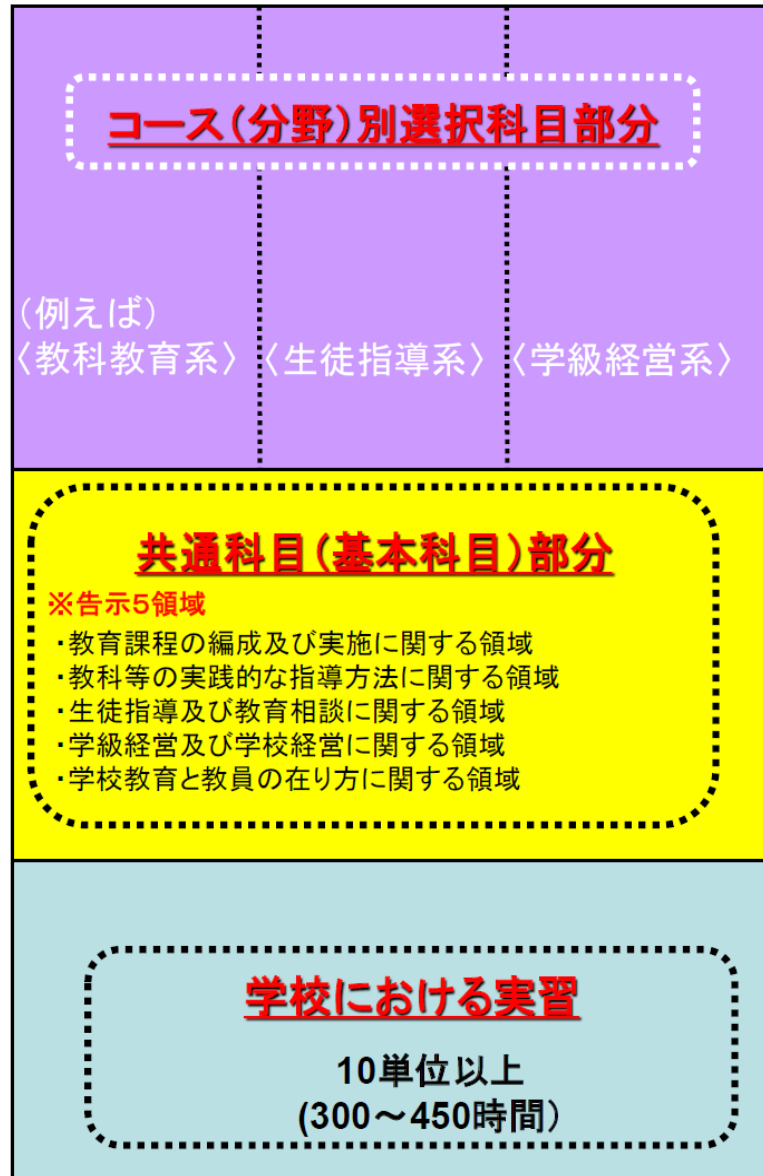 コース(分野)別選択科目部分
(例えば)
〈教科教育系〉〈生徒指導系〉〈学級経営系〉
共通科目(基本科目)部分
※告示5領域
・教育課程の編成及び実施に関する領域
・教科等の実践的な指導方法に関する領域
・生徒指導及び教育相談に関する領域
・学級経営及び学校経営に関する領域
・学校教育と教員の在り方に関する領域
学校における実習
10単位以上
(300～450時間)